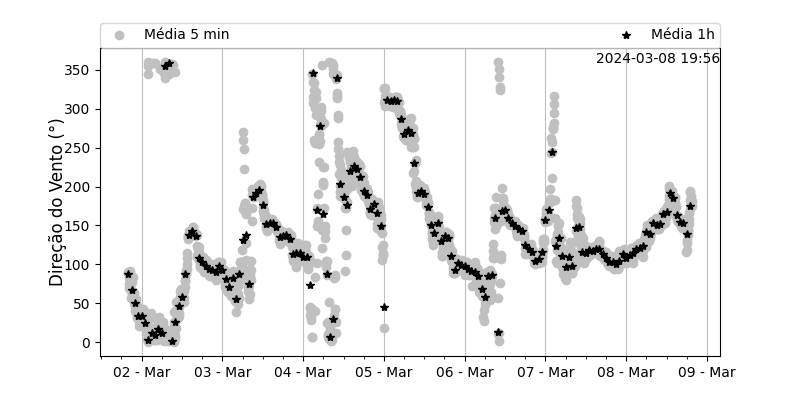 Média 5 min
Média 1h
2024-03-08 19:56
Direção do Vento (°)
350
300
250
200
150
100
50
0
02 - Mar
03 - Mar
04 - Mar
05 - Mar
06 - Mar
07 - Mar
08 - Mar
09 - Mar